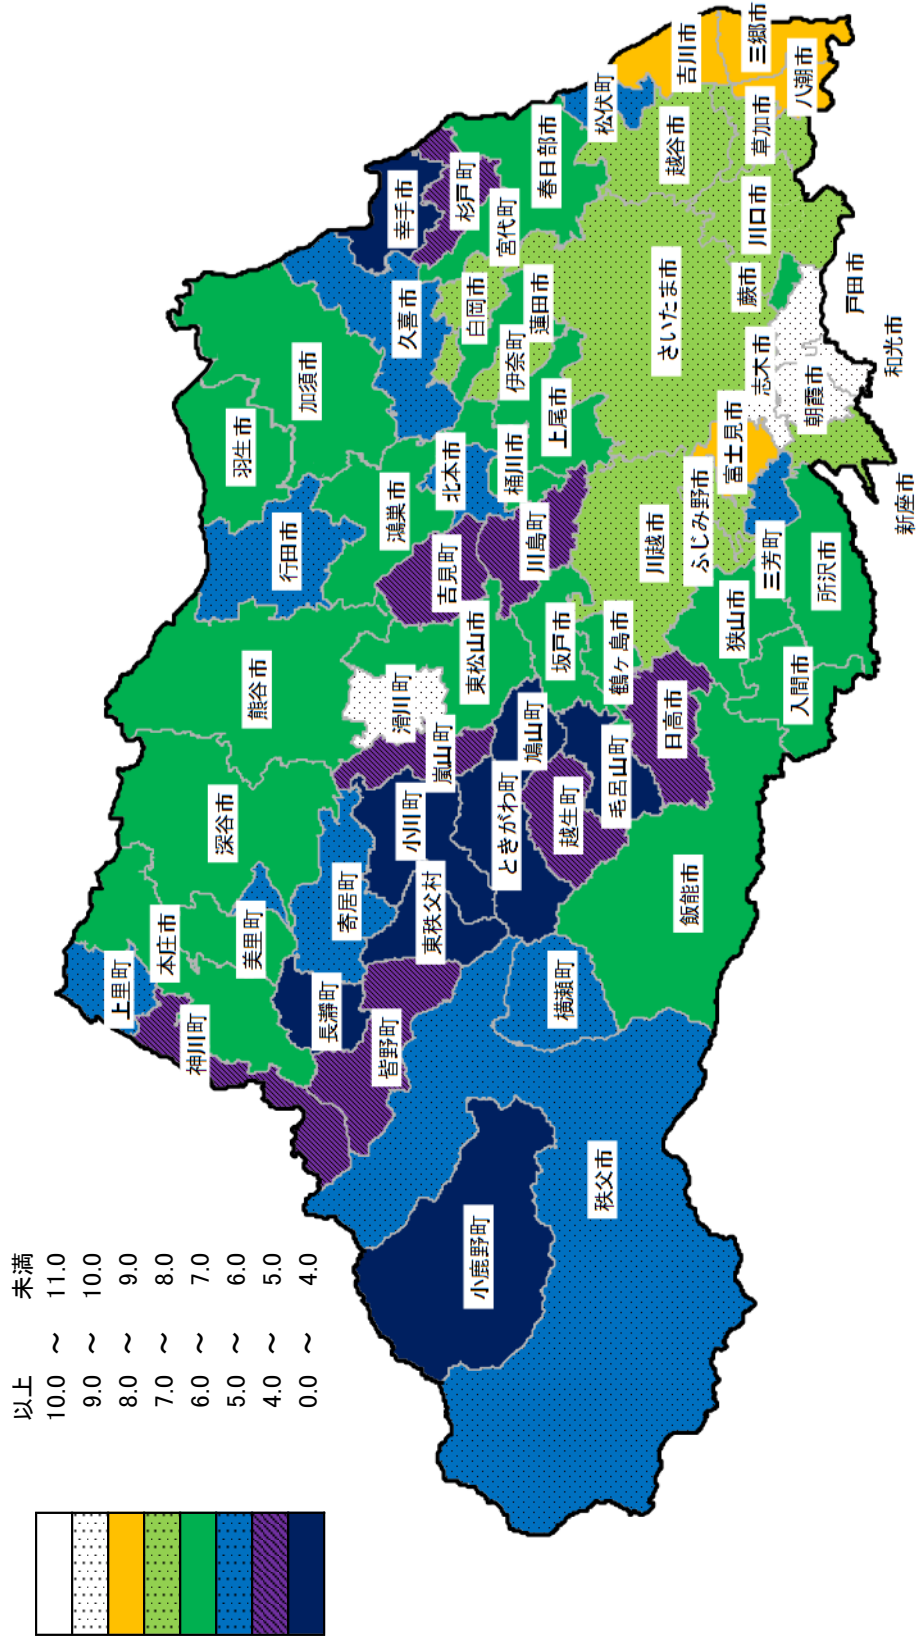 以上 未満
10.0 ～ 11.0
9.0 ～ 10.0
8.0 ～ 9.0
7.0 ～ 8.0
6.0 ～ 7.0
5.0 ～ 6.0
4.0 ～ 5.0
0.0 ～ 4.0
上里町
本庄市
神川町
美里町
深谷市
熊谷市
行田市
羽生市
加須市
長瀞町
皆野町
寄居町
小川町
東秩父村
嵐山町
滑川町
東松山市
吉見町
鴻巣市
北本市
久喜市
幸手市
杉戸町
宮代町
白岡市
蓮田市
伊奈町
桶川市
上尾市
川島町
坂戸市
鶴ヶ島市
鳩山町
ときがわ町
越生町
毛呂山町
日高市
飯能市
横瀬町
秩父市
小鹿野町
春日部市
松伏町
越谷市
吉川市
三郷市
八潮市
草加市
川口市
さいたま市
蕨市
戸田市
志木市
和光市
朝霞市
富士見市
ふじみ野市
川越市
三芳町
新座市
所沢市
狭山市
入間市